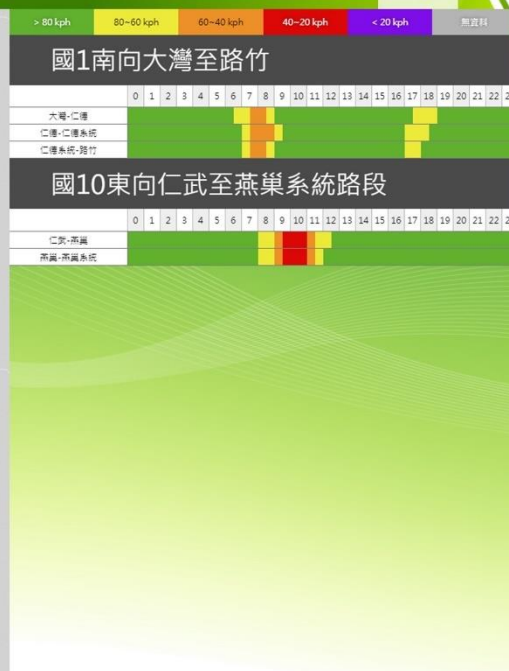 > 80 kph 80~60 kph 60~40 kph 40~20 kph < 20 kph 無資料
國1南向大灣至路竹
0 1 2 3 4 5 6 7 8 9 10 11 12 13 14 15 16 17 18 19 20 21 22 2
大灣-仁德
仁德-仁德系統
仁德系統-路竹
國10東向仁武至燕巢系統路段
0 1 2 3 4 5 6 7 8 9 10 11 12 13 14 15 16 17 18 19 20 21 22 2
仁武-燕巢
燕巢-燕巢系統